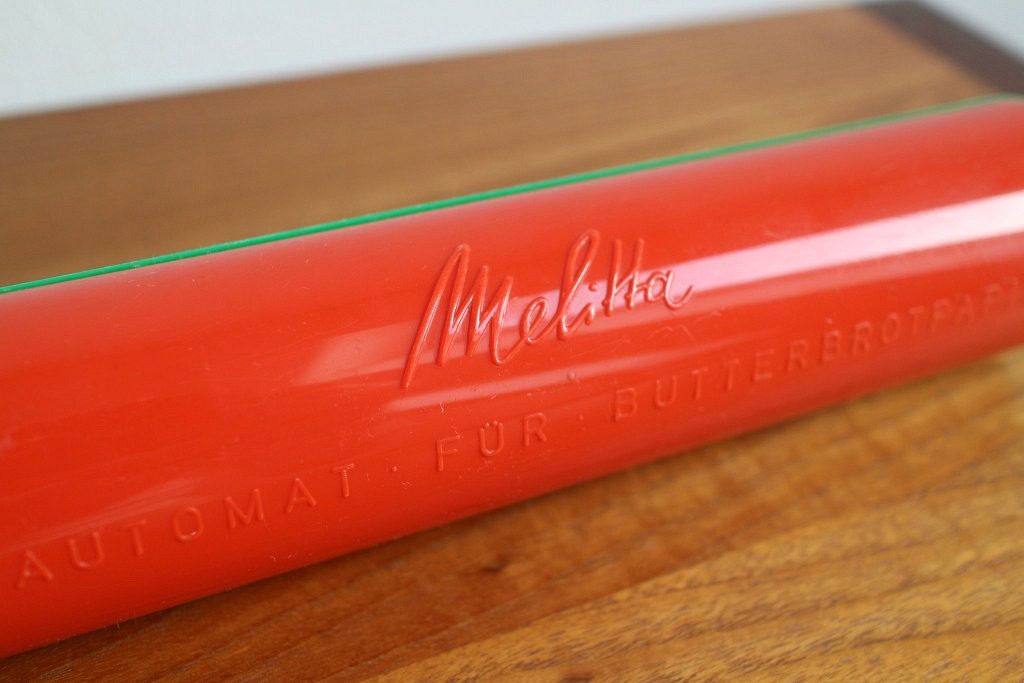 Melitta
AUTOMAT · FÜR · BUTTERBROTPAP